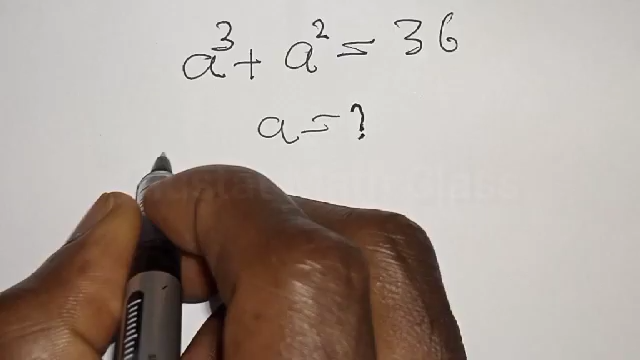 a³ + a² = 36
a = ?